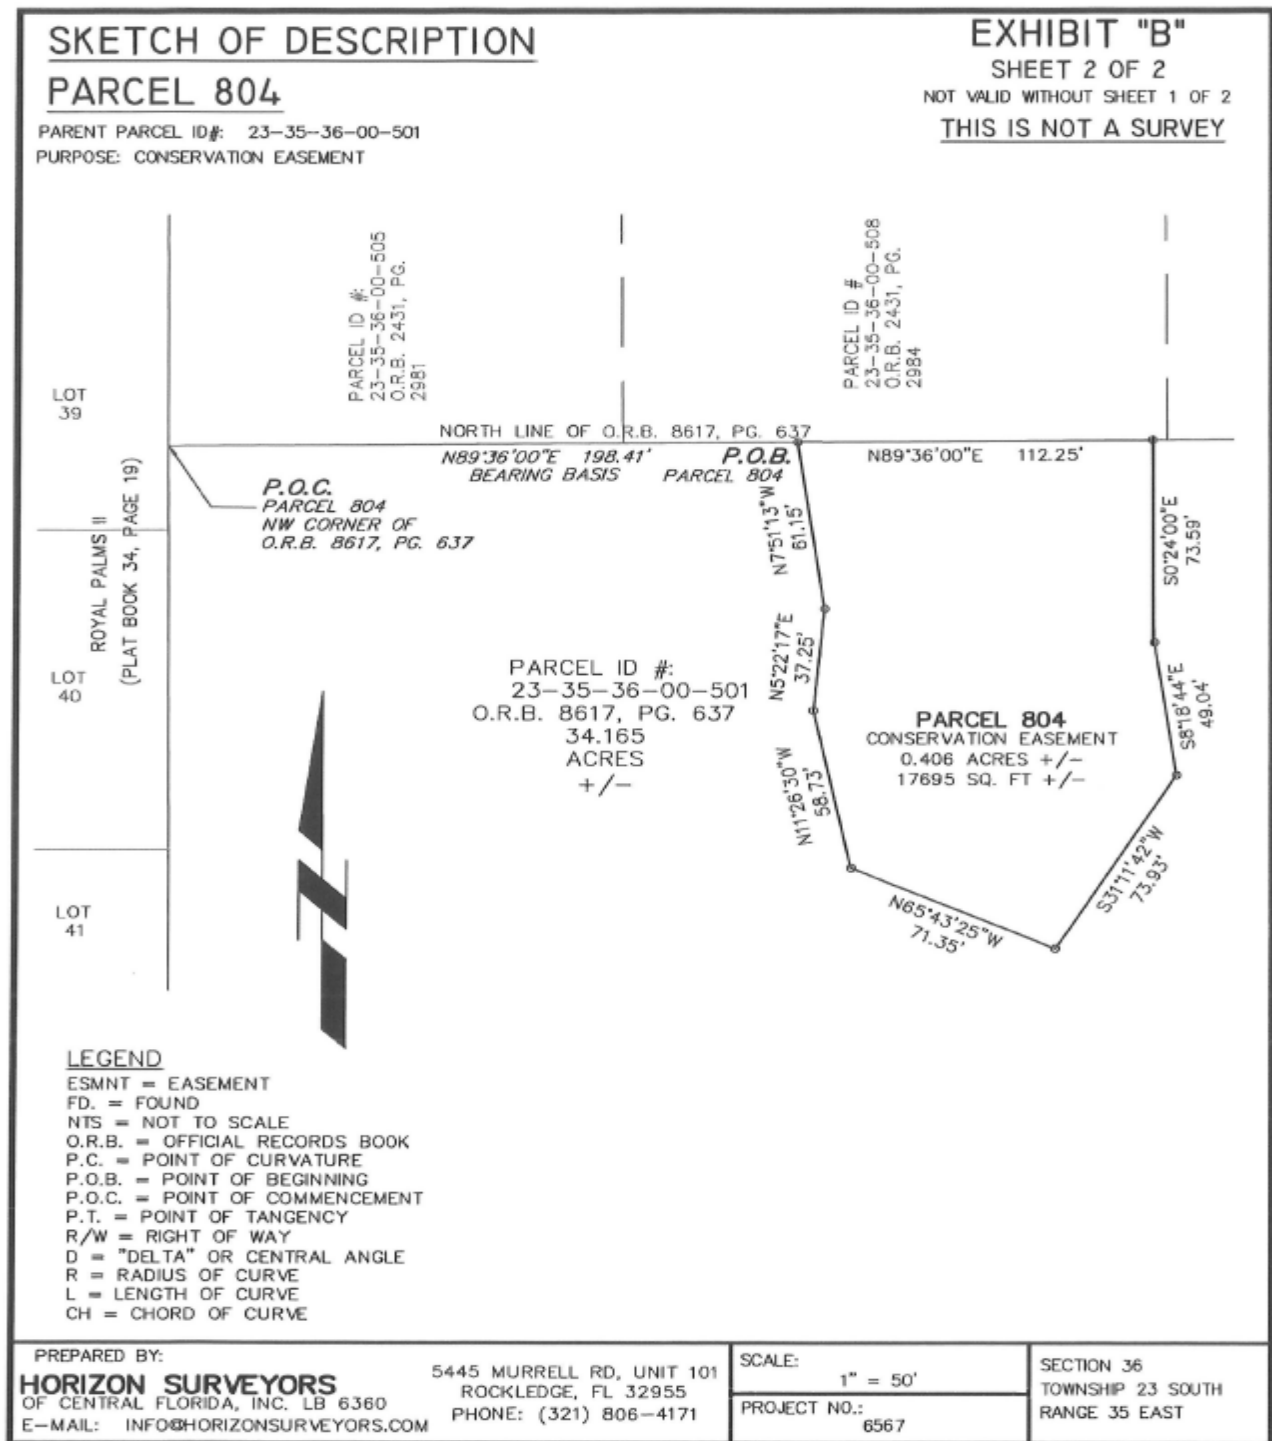 SKETCH OF DESCRIPTION
PARCEL 804
PARENT PARCEL ID#: 23-35-36-00-501
PURPOSE: CONSERVATION EASEMENT
EXHIBIT "B"
SHEET 2 OF 2
NOT VALID WITHOUT SHEET 1 OF 2
THIS IS NOT A SURVEY
PARCEL ID #:
23-35-36-00-505
O.R.B. 2431, PG.
2981
PARCEL ID #
23-35-36-00-508
O.R.B. 2431, PG.
2984
LOT
39
NORTH LINE OF O.R.B. 8617, PG. 637
N89°36'00"E 198.41'
BEARING BASIS
P.O.B.
PARCEL 804
N89°36'00"E 112.25'
P.O.C.
PARCEL 804
NW CORNER OF
O.R.B. 8617, PG. 637
ROYAL PALMS II
(PLAT BOOK 34, PAGE 19)
N7°51'13"W
61.15'
S0°24'00"E
73.59'
LOT
40
N5°22'17"E
37.25'
PARCEL ID #:
23-35-36-00-501
O.R.B. 8617, PG. 637
34.165
ACRES
+/-
S8°18'44"E
49.04'
PARCEL 804
CONSERVATION EASEMENT
0.406 ACRES +/-
17695 SQ. FT +/-
N11°26'30"W
58.73'
S31°11'42"W
73.93'
N65°43'25"W
71.35'
LOT
41
LEGEND
ESMNT = EASEMENT
FD. = FOUND
NTS = NOT TO SCALE
O.R.B. = OFFICIAL RECORDS BOOK
P.C. = POINT OF CURVATURE
P.O.B. = POINT OF BEGINNING
P.O.C. = POINT OF COMMENCEMENT
P.T. = POINT OF TANGENCY
R/W = RIGHT OF WAY
D = "DELTA" OR CENTRAL ANGLE
R = RADIUS OF CURVE
L = LENGTH OF CURVE
CH = CHORD OF CURVE
PREPARED BY:
HORIZON SURVEYORS
OF CENTRAL FLORIDA, INC. LB 6360
E-MAIL: INFO@HORIZONSURVEYORS.COM
5445 MURRELL RD, UNIT 101
ROCKLEDGE, FL 32955
PHONE: (321) 806-4171
SCALE:
1" = 50'
PROJECT NO.:
6567
SECTION 36
TOWNSHIP 23 SOUTH
RANGE 35 EAST